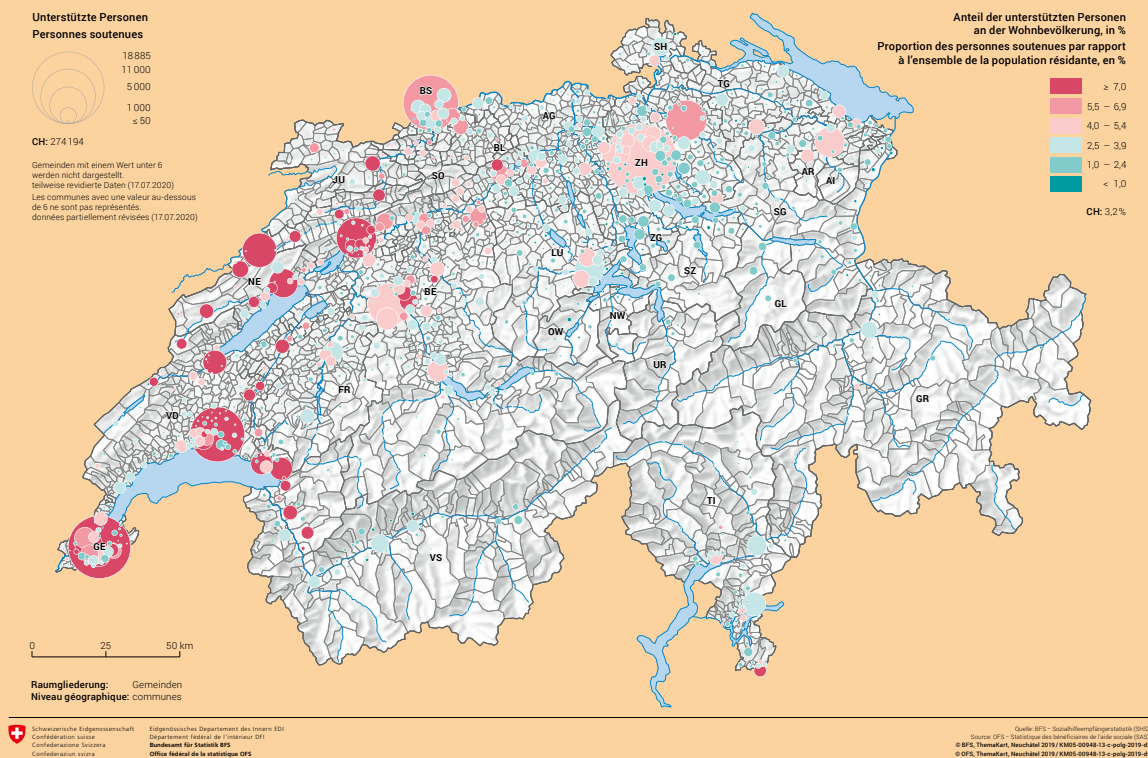 Unterstützte Personen
Personnes soutenues
18 885
11 000
5 000
1 000
≤ 50
CH: 274 194
Gemeinden mit einem Wert unter 6
werden nicht dargestellt.
teilweise revidierte Daten (17.07.2020)
Les communes avec une valeur au-dessous
de 6 ne sont pas représentés.
données partiellement révisées (17.07.2020)
Anteil der unterstützten Personen
an der Wohnbevölkerung, in %
Proportion des personnes soutenues par rapport
à l'ensemble de la population résidante, en %
≥ 7,0
5,5 – 6,9
4,0 – 5,4
2,5 – 3,9
1,0 – 2,4
< 1,0
CH: 3,2 %
SH
BS
TG
AG
BL
ZH
JU
SO
AR
AI
SG
ZG
LU
NE
SZ
BE
GL
NW
OW
UR
FR
GR
VD
TI
GE
VS
0
25
50 km
Raumgliederung: Gemeinden
Niveau géographique: communes
Schweizerische Eidgenossenschaft
Confédération suisse
Confederazione Svizzera
Confederaziun svizra
Eidgenössisches Departement des Innern EDI
Département fédéral de l'intérieur DFI
Bundesamt für Statistik BFS
Office fédéral de la statistique OFS
Quelle: BFS – Sozialhilfeempfängerstatistik (SHS)
Source: OFS – Statistique des bénéficiaires de l'aide sociale (SAS)
© BFS, ThemaKart, Neuchâtel 2019 / KM05-00948-13-c-polg-2019-d
© OFS, ThemaKart, Neuchâtel 2019 / KM05-00948-13-c-polg-2019-d